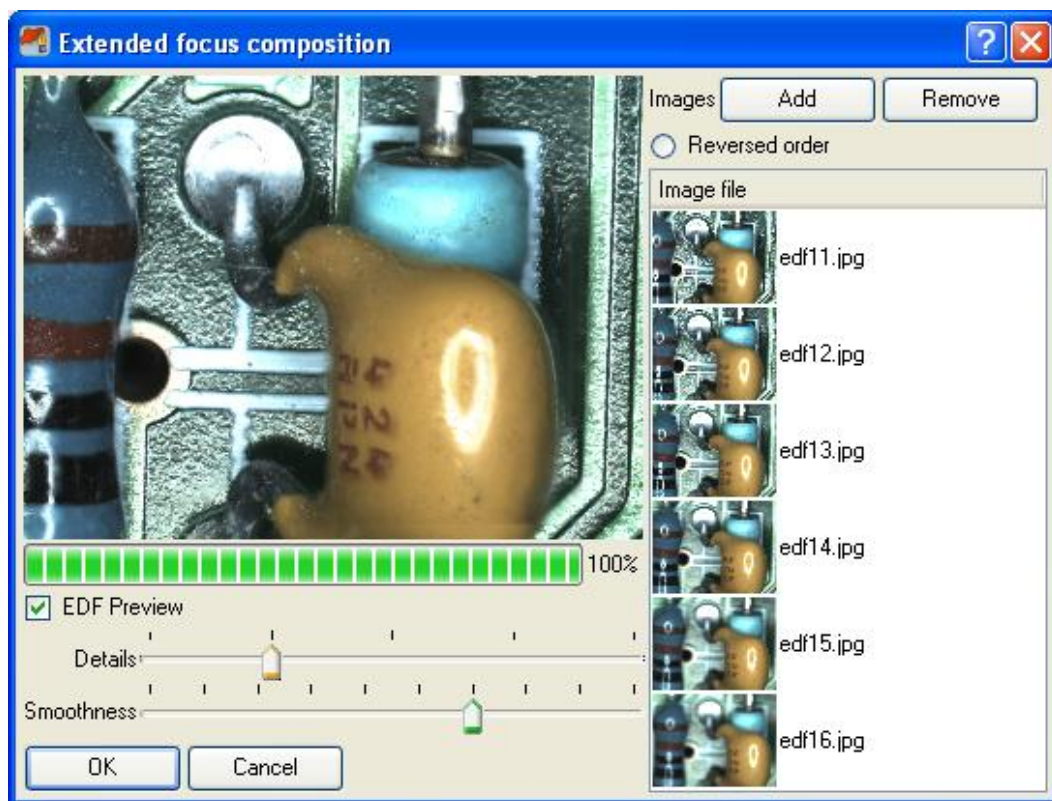 Extended focus composition
Images Add Remove
Reversed order
Image file
edf11.jpg
edf12.jpg
edf13.jpg
edf14.jpg
edf15.jpg
edf16.jpg
100%
EDF Preview
Details
Smoothness
OK Cancel